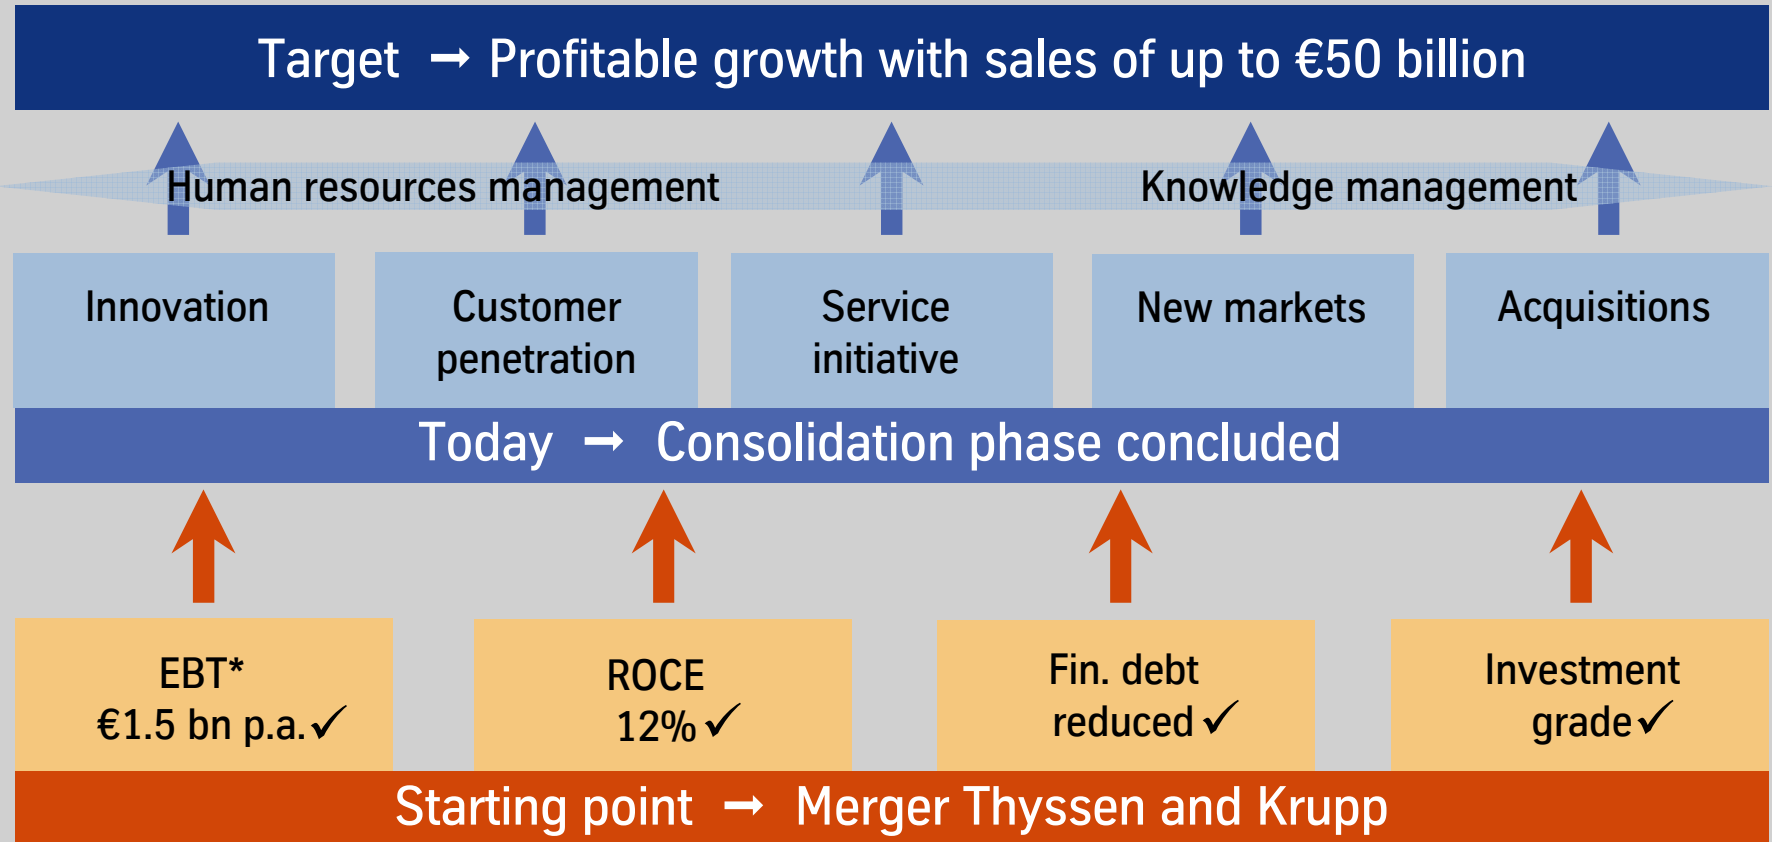 Target → Profitable growth with sales of up to €50 billion
Human resources management
Knowledge management
Innovation
Customer
penetration
Service
initiative
New markets
Acquisitions
Today → Consolidation phase concluded
EBT*
€1.5 bn p.a. ✓
ROCE
12% ✓
Fin. debt
reduced ✓
Investment
grade ✓
Starting point → Merger Thyssen and Krupp